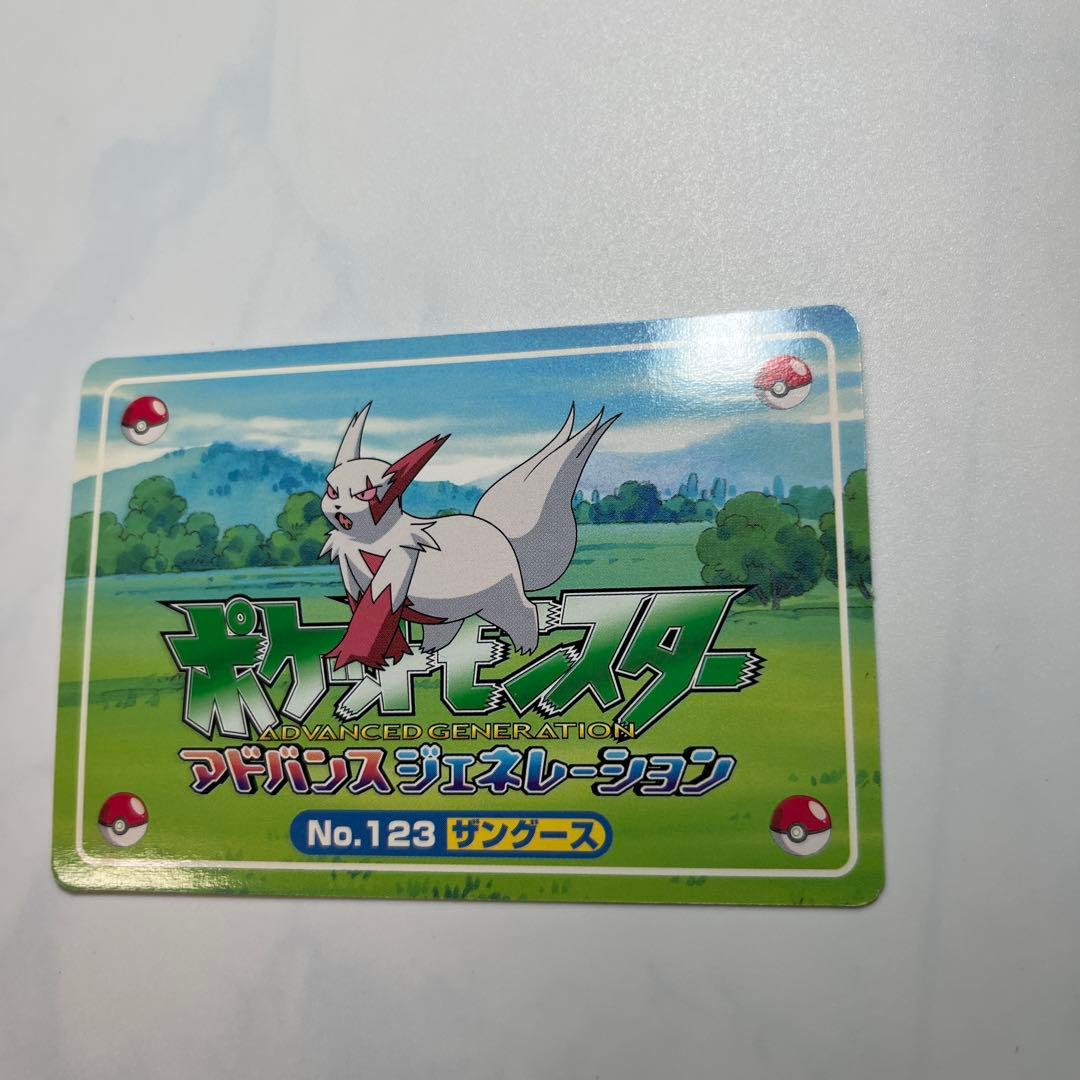 ポケットモンスター
ADVANCED GENERATION
アドバンスジェネレーション
No.123 ザングース